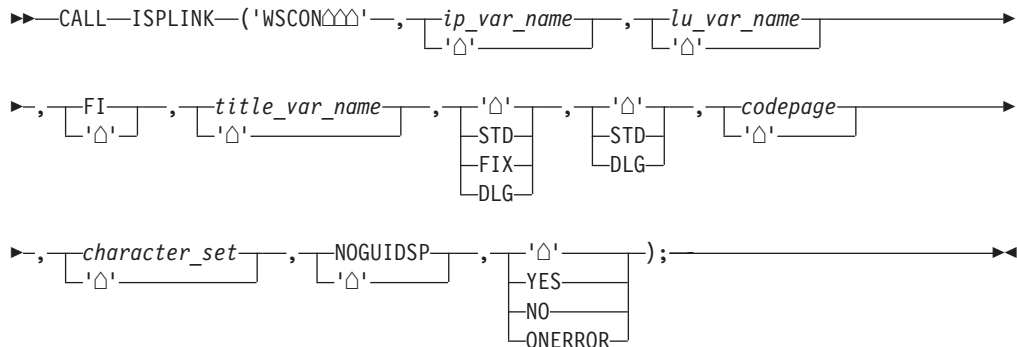 ►►─CALL─ISPLINK─('WSCON⌂⌂⌂'─,─ip_var_name─,─lu_var_name─►
'⌂' '⌂'
►─,─FI─,─title_var_name─,─'⌂'─,─'⌂'─,─codepage─►
'⌂' '⌂' STD STD '⌂'
FIX DLG
DLG
►─,─character_set─,─NOGUIDSP─,─'⌂'─);─►◄
'⌂' '⌂' YES
NO
ONERROR